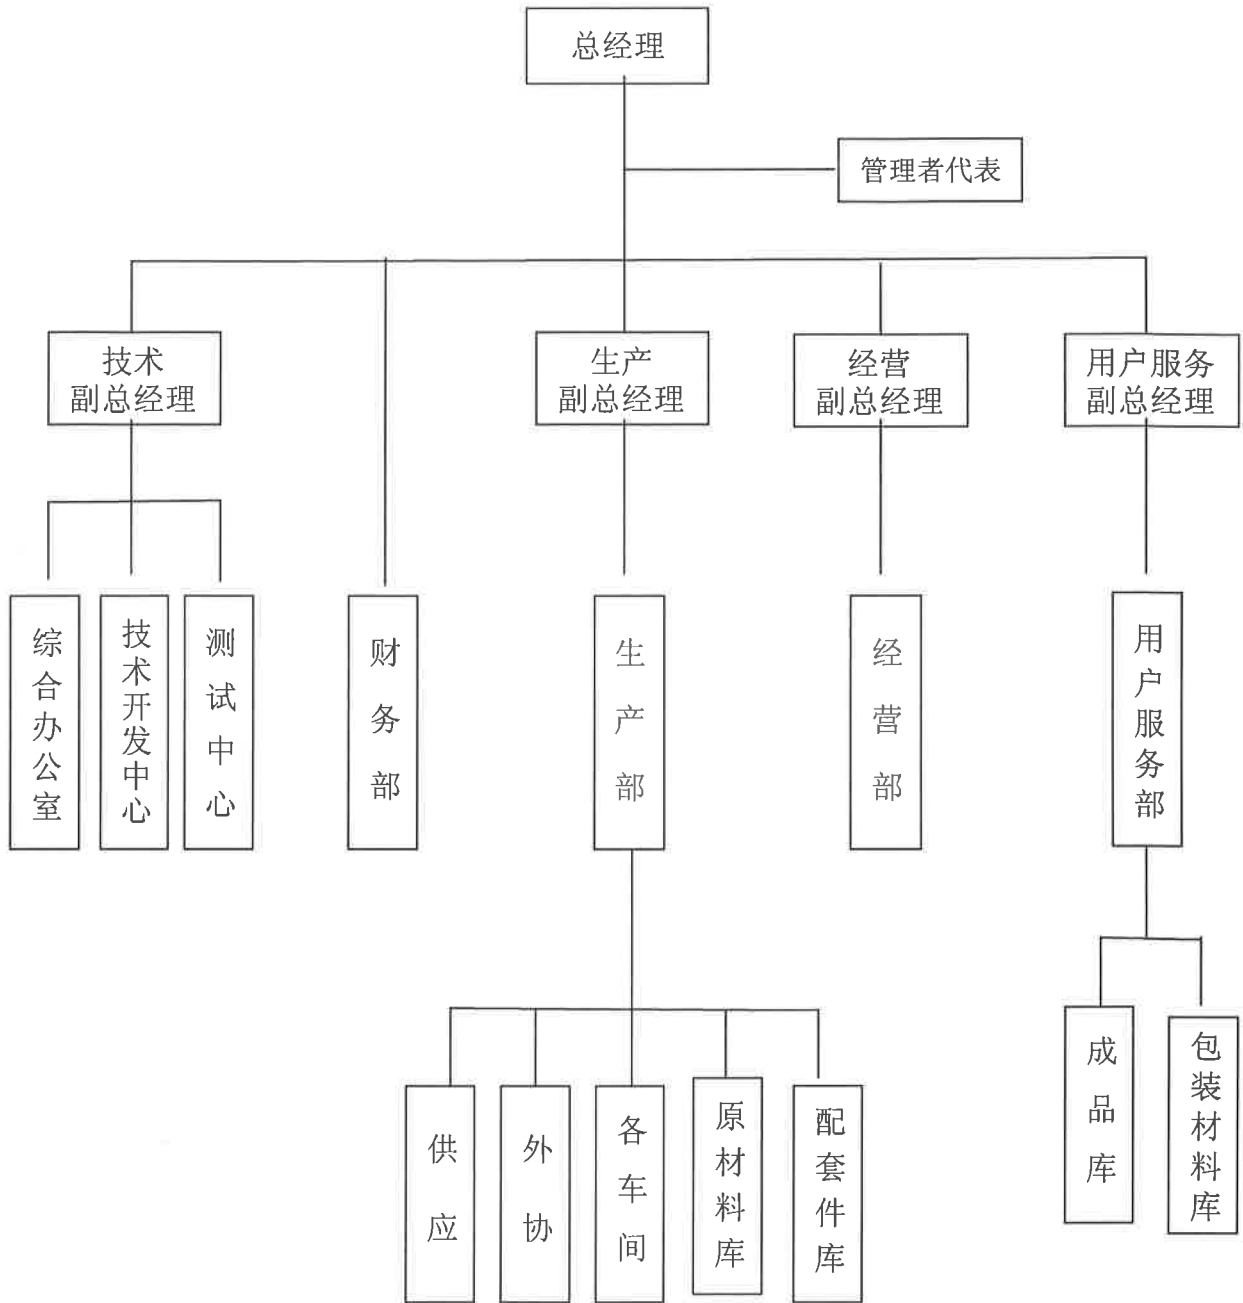 总经理
管理者代表
技术
副总经理
生产
副总经理
经营
副总经理
用户服务
副总经理
综合办公室
技术开发中心
测试中心
财务部
生产部
经营部
用户服务部
供应
外协
各车间
原材料库
配套件库
成品库
包装材料库